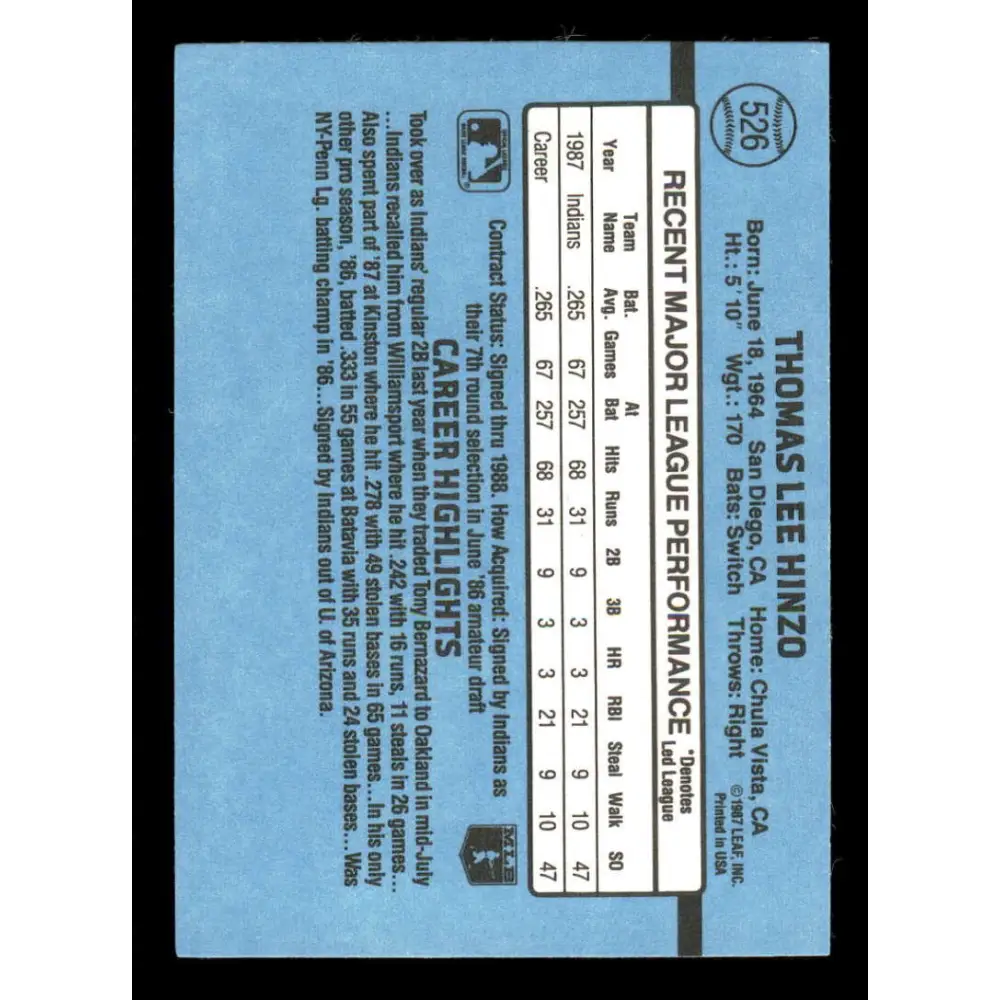 526
THOMAS LEE HINZO
Born: June 18, 1964 San Diego, CA Home: Chula Vista, CA
Ht.: 5'10" Wgt.: 170 Bats: Switch Throws: Right
©1987 LEAF, INC.
Printed in USA
RECENT MAJOR LEAGUE PERFORMANCE *Denotes Led League
Year Team Name Bat. Avg. Games At Bat Hits Runs 2B 3B HR RBI Steal Walk SO
1987 Indians .265 67 257 68 31 9 3 3 21 9 10 47
Career .265 67 257 68 31 9 3 3 21 9 10 47
Contract Status: Signed thru 1988. How Acquired: Signed by Indians as
their 7th round selection in June '86 amateur draft
MLB
CAREER HIGHLIGHTS
Took over as Indians' regular 2B last year when they traded Tony Bernazard to Oakland in mid-July
...Indians recalled him from Williamsport where he hit .242 with 16 runs, 11 steals in 26 games...
Also spent part of '87 at Kinston where he hit .278 with 49 stolen bases in 65 games...In his only
other pro season, '86, batted .333 in 55 games at Batavia with 35 runs and 24 stolen bases...Was
NY-Penn Lg. batting champ in '86...Signed by Indians out of U. of Arizona.